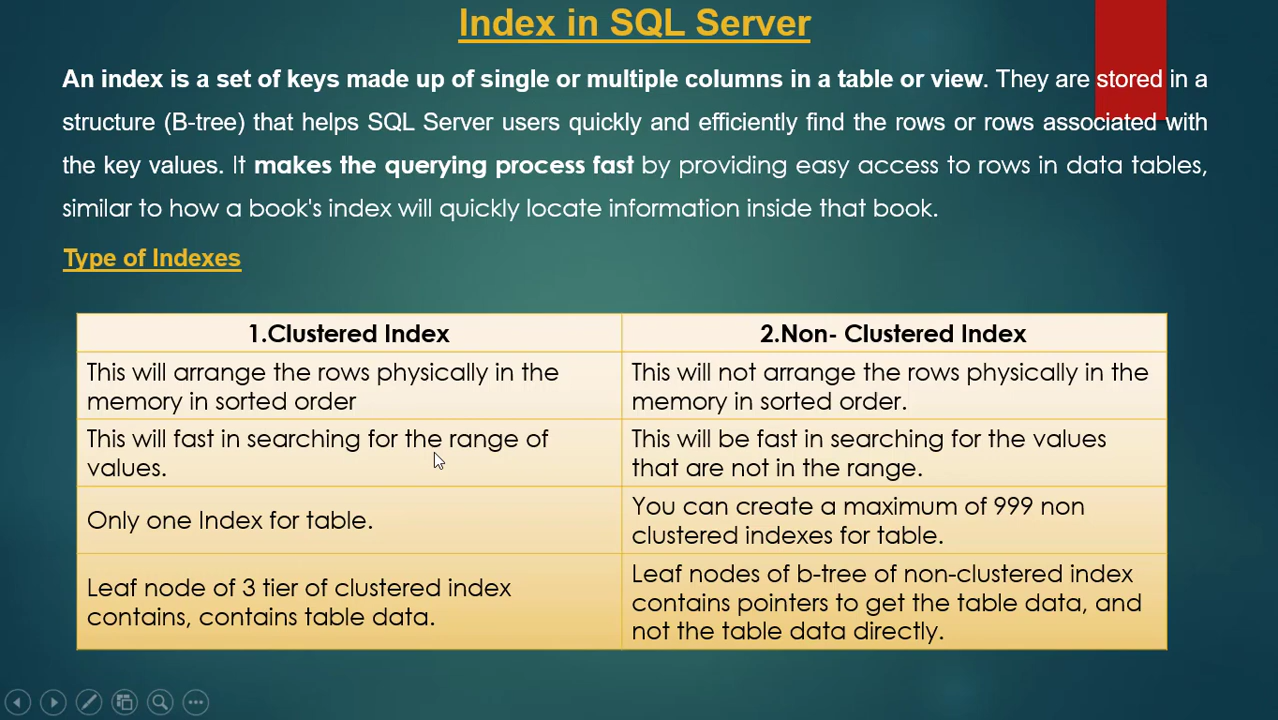 Index in SQL Server
An index is a set of keys made up of single or multiple columns in a table or view. They are stored in a
structure (B-tree) that helps SQL Server users quickly and efficiently find the rows or rows associated with
the key values. It makes the querying process fast by providing easy access to rows in data tables,
similar to how a book's index will quickly locate information inside that book.
Type of Indexes
1.Clustered Index
2.Non- Clustered Index
This will arrange the rows physically in the
memory in sorted order
This will not arrange the rows physically in the
memory in sorted order.
This will fast in searching for the range of
values.
This will be fast in searching for the values
that are not in the range.
Only one Index for table.
You can create a maximum of 999 non
clustered indexes for table.
Leaf node of 3 tier of clustered index
contains, contains table data.
Leaf nodes of b-tree of non-clustered index
contains pointers to get the table data, and
not the table data directly.